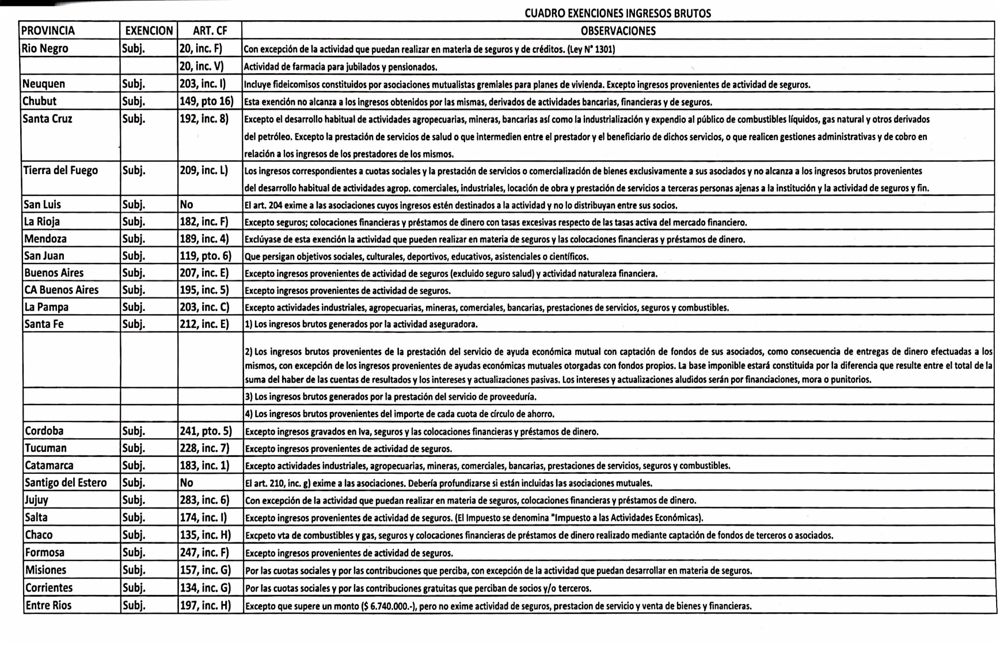 CUADRO EXENCIONES INGRESOS BRUTOS
PROVINCIA EXENCION ART. CF OBSERVACIONES
Rio Negro Subj. 20, inc. F) Con excepción de la actividad que puedan realizar en materia de seguros y de créditos. (Ley N° 1301)
20, inc. V) Actividad de farmacia para jubilados y pensionados.
Neuquen Subj. 203, inc. I) Incluye fideicomisos constituidos por asociaciones mutualistas gremiales para planes de vivienda. Excepto ingresos provenientes de actividad de seguros.
Chubut Subj. 149, pto 16) Esta exención no alcanza a los ingresos obtenidos por las mismas, derivados de actividades bancarias, financieras y de seguros.
Santa Cruz Subj. 192, inc. 8) Excepto el desarrollo habitual de actividades agropecuarias, mineras, bancarias así como la industrialización y expendio al público de combustibles líquidos, gas natural y otros derivados
del petróleo. Excepto la prestación de servicios de salud o que intermedien entre el prestador y el beneficiario de dichos servicios, o que realicen gestiones administrativas y de cobro en
relación a los ingresos de los prestadores de los mismos.
Tierra del Fuego Subj. 209, inc. L) Los ingresos correspondientes a cuotas sociales y la prestación de servicios o comercialización de bienes exclusivamente a sus asociados y no alcanza a los ingresos brutos provenientes
del desarrollo habitual de actividades agrop. comerciales, industriales, locación de obra y prestación de servicios a terceras personas ajenas a la institución y la actividad de seguros y fin.
San Luis Subj. No El art. 204 exime a las asociaciones cuyos ingresos estén destinados a la actividad y no lo distribuyan entre sus socios.
La Rioja Subj. 182, inc. F) Excepto seguros; colocaciones financieras y préstamos de dinero con tasas excesivas respecto de las tasas activa del mercado financiero.
Mendoza Subj. 189, inc. 4) Exclúyase de esta exención la actividad que pueden realizar en materia de seguros y las colocaciones financieras y préstamos de dinero.
San Juan Subj. 119, pto. 6) Que persigan objetivos sociales, culturales, deportivos, educativos, asistenciales o científicos.
Buenos Aires Subj. 207, inc. E) Excepto ingresos provenientes de actividad de seguros (excluido seguro salud) y actividad naturaleza financiera.
CA Buenos Aires Subj. 195, inc. 5) Excepto ingresos provenientes de actividad de seguros.
La Pampa Subj. 203, inc. C) Excepto actividades industriales, agropecuarias, mineras, comerciales, bancarias, prestaciones de servicios, seguros y combustibles.
Santa Fe Subj. 212, inc. E) 1) Los ingresos brutos generados por la actividad aseguradora.
2) Los ingresos brutos provenientes de la prestación del servicio de ayuda económica mutual con captación de fondos de sus asociados, como consecuencia de entregas de dinero efectuadas a los
mismos, con excepción de los ingresos provenientes de ayudas económicas mutuales otorgadas con fondos propios. La base imponible estará constituida por la diferencia que resulte entre el total de la
suma del haber de las cuentas de resultados y los intereses y actualizaciones pasivas. Los intereses y actualizaciones aludidos serán por financiaciones, mora o punitorios.
3) Los ingresos brutos generados por la prestación del servicio de proveeduría.
4) Los ingresos brutos provenientes del importe de cada cuota de círculo de ahorro.
Cordoba Subj. 241, pto. 5) Excepto ingresos gravados en Iva, seguros y las colocaciones financieras y préstamos de dinero.
Tucuman Subj. 228, inc. 7) Excepto ingresos provenientes de actividad de seguros.
Catamarca Subj. 183, inc. 1) Excepto actividades industriales, agropecuarias, mineras, comerciales, bancarias, prestaciones de servicios, seguros y combustibles.
Santigo del Estero Subj. No El art. 210, inc. g) exime a las asociaciones. Debería profundizarse si están incluidas las asociaciones mutuales.
Jujuy Subj. 283, inc. 6) Con excepción de la actividad que puedan realizar en materia de seguros, colocaciones financieras y préstamos de dinero.
Salta Subj. 174, inc. I) Excepto ingresos provenientes de actividad de seguros. (El Impuesto se denomina "Impuesto a las Actividades Económicas).
Chaco Subj. 135, inc. H) Excpeto vta de combustibles y gas, seguros y colocaciones financieras de préstamos de dinero realizado mediante captación de fondos de terceros o asociados.
Formosa Subj. 247, inc. F) Excepto ingresos provenientes de actividad de seguros.
Misiones Subj. 157, inc. G) Por las cuotas sociales y por las contribuciones que perciba, con excepción de la actividad que puedan desarrollar en materia de seguros.
Corrientes Subj. 134, inc. G) Por las cuotas sociales y por las contribuciones gratuitas que perciban de socios y/o terceros.
Entre Rios Subj. 197, inc. H) Excepto que supere un monto ($ 6.740.000.-), pero no exime actividad de seguros, prestacion de servicio y venta de bienes y financieras.